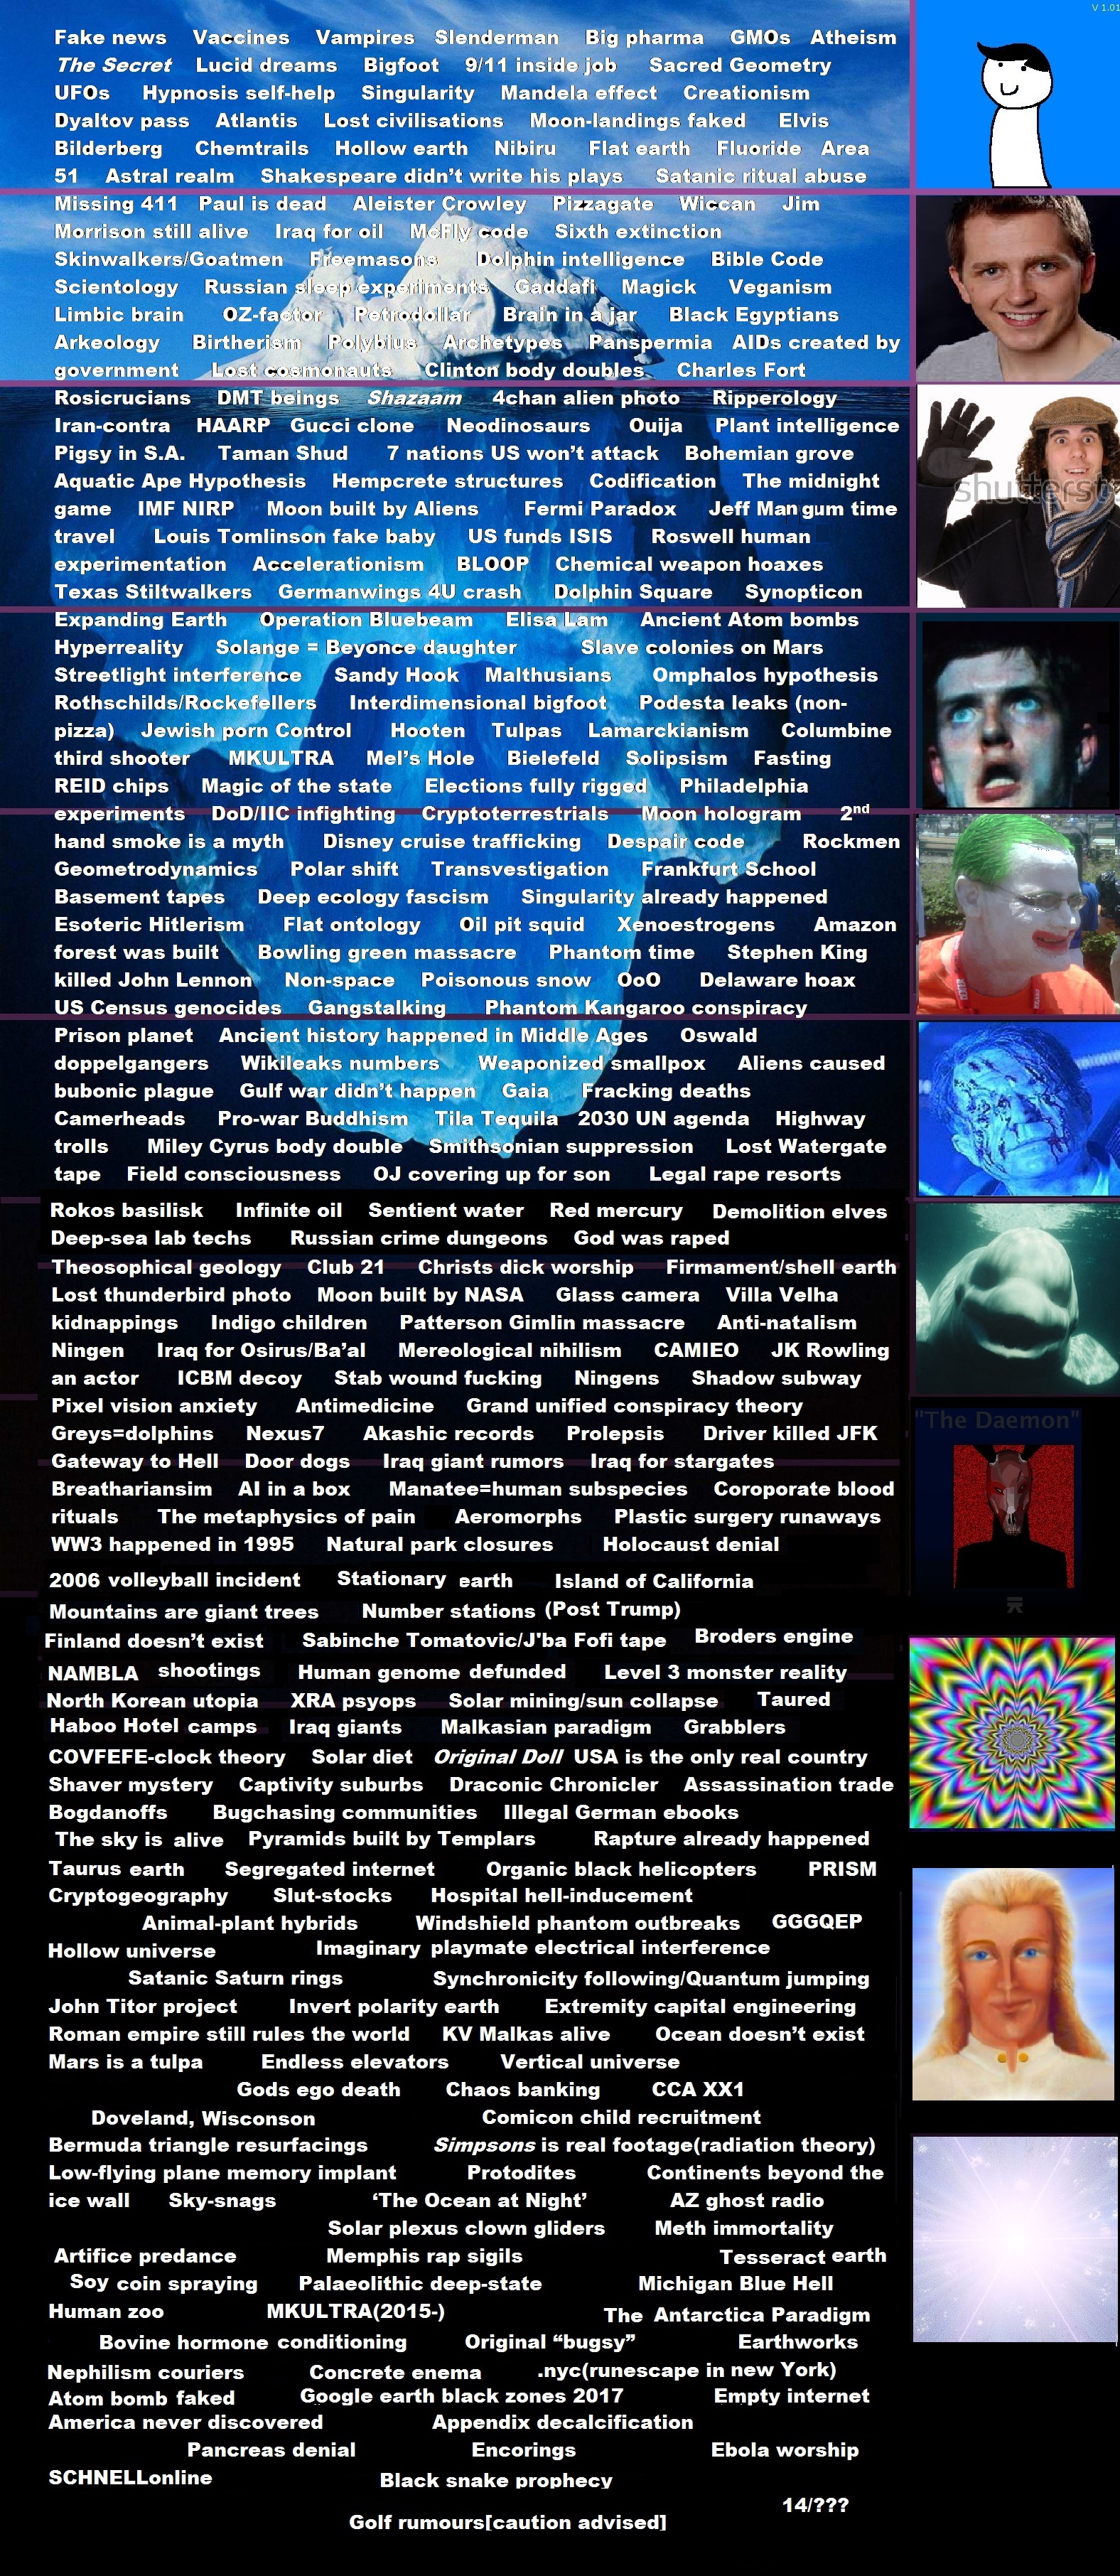 V 1.01
Fake news Vaccines Vampires Slenderman Big pharma GMOs Atheism
The Secret Lucid dreams Bigfoot 9/11 inside job Sacred Geometry
UFOs Hypnosis self-help Singularity Mandela effect Creationism
Dyaltov pass Atlantis Lost civilisations Moon-landings faked Elvis
Bilderberg Chemtrails Hollow earth Nibiru Flat earth Fluoride Area
51 Astral realm Shakespeare didn't write his plays Satanic ritual abuse
Missing 411 Paul is dead Aleister Crowley Pizzagate Wiccan Jim
Morrison still alive Iraq for oil McFly code Sixth extinction
Skinwalkers/Goatmen Freemasons Dolphin intelligence Bible Code
Scientology Russian sleep experiments Gaddafi Magick Veganism
Limbic brain OZ-factor Petrodollar Brain in a jar Black Egyptians
Arkeology Birtherism Polybius Archetypes Panspermia AIDs created by
government Lost cosmonauts Clinton body doubles Charles Fort
Rosicrucians DMT beings Shazaam 4chan alien photo Ripperology
Iran-contra HAARP Gucci clone Neodinosaurs Ouija Plant intelligence
Pigsy in S.A. Taman Shud 7 nations US won't attack Bohemian grove
Aquatic Ape Hypothesis Hempcrete structures Codification The midnight
game IMF NIRP Moon built by Aliens Fermi Paradox Jeff Mangum time
shutterst
travel Louis Tomlinson fake baby US funds ISIS Roswell human
experimentation Accelerationism BLOOP Chemical weapon hoaxes
Texas Stiltwalkers Germanwings 4U crash Dolphin Square Synopticon
Expanding Earth Operation Bluebeam Elisa Lam Ancient Atom bombs
Hyperreality Solange = Beyonce daughter Slave colonies on Mars
Streetlight interference Sandy Hook Malthusians Omphalos hypothesis
Rothschilds/Rockefellers Interdimensional bigfoot Podesta leaks (non-
pizza) Jewish porn Control Hooten Tulpas Lamarckianism Columbine
third shooter MKULTRA Mel's Hole Bielefeld Solipsism Fasting
REID chips Magic of the state Elections fully rigged Philadelphia
experiments DoD/IIC infighting Cryptoterrestrials Moon hologram 2nd
hand smoke is a myth Disney cruise trafficking Despair code Rockmen
Geometrodynamics Polar shift Transvestigation Frankfurt School
Basement tapes Deep ecology fascism Singularity already happened
Esoteric Hitlerism Flat ontology Oil pit squid Xenoestrogens Amazon
forest was built Bowling green massacre Phantom time Stephen King
killed John Lennon Non-space Poisonous snow OoO Delaware hoax
US Census genocides Gangstalking Phantom Kangaroo conspiracy
Prison planet Ancient history happened in Middle Ages Oswald
doppelgangers Wikileaks numbers Weaponized smallpox Aliens caused
bubonic plague Gulf war didn't happen Gaia Fracking deaths
Camerheads Pro-war Buddhism Tila Tequila 2030 UN agenda Highway
trolls Miley Cyrus body double Smithsonian suppression Lost Watergate
tape Field consciousness OJ covering up for son Legal rape resorts
Rokos basilisk Infinite oil Sentient water Red mercury Demolition elves
Deep-sea lab techs Russian crime dungeons God was raped
Theosophical geology Club 21 Christs dick worship Firmament/shell earth
Lost thunderbird photo Moon built by NASA Glass camera Villa Velha
kidnappings Indigo children Patterson Gimlin massacre Anti-natalism
Ningen Iraq for Osirus/Ba'al Mereological nihilism CAMIEO JK Rowling
an actor ICBM decoy Stab wound fucking Ningens Shadow subway
Pixel vision anxiety Antimedicine Grand unified conspiracy theory
"The Daemon"
Greys=dolphins Nexus7 Akashic records Prolepsis Driver killed JFK
Gateway to Hell Door dogs Iraq giant rumors Iraq for stargates
Breathariansim AI in a box Manatee=human subspecies Coroporate blood
rituals The metaphysics of pain Aeromorphs Plastic surgery runaways
WW3 happened in 1995 Natural park closures Holocaust denial
2006 volleyball incident Stationary earth Island of California
Mountains are giant trees Number stations (Post Trump)
Finland doesn't exist Sabinche Tomatovic/J'ba Fofi tape Broders engine
NAMBLA shootings Human genome defunded Level 3 monster reality
North Korean utopia XRA psyops Solar mining/sun collapse Taured
Haboo Hotel camps Iraq giants Malkasian paradigm Grabblers
COVFEFE-clock theory Solar diet Original Doll USA is the only real country
Shaver mystery Captivity suburbs Draconic Chronicler Assassination trade
Bogdanoffs Bugchasing communities Illegal German ebooks
The sky is alive Pyramids built by Templars Rapture already happened
Taurus earth Segregated internet Organic black helicopters PRISM
Cryptogeography Slut-stocks Hospital hell-inducement
Animal-plant hybrids Windshield phantom outbreaks GGGQEP
Hollow universe Imaginary playmate electrical interference
Satanic Saturn rings Synchronicity following/Quantum jumping
John Titor project Invert polarity earth Extremity capital engineering
Roman empire still rules the world KV Malkas alive Ocean doesn't exist
Mars is a tulpa Endless elevators Vertical universe
Gods ego death Chaos banking CCA XX1
Doveland, Wisconson Comicon child recruitment
Bermuda triangle resurfacings Simpsons is real footage(radiation theory)
Low-flying plane memory implant Protodites Continents beyond the
ice wall Sky-snags 'The Ocean at Night' AZ ghost radio
Solar plexus clown gliders Meth immortality
Artifice predance Memphis rap sigils Tesseract earth
Soy coin spraying Palaeolithic deep-state Michigan Blue Hell
Human zoo MKULTRA(2015-) The Antarctica Paradigm
Bovine hormone conditioning Original "bugsy" Earthworks
Nephilism couriers Concrete enema .nyc(runescape in new York)
Atom bomb faked Google earth black zones 2017 Empty internet
America never discovered Appendix decalcification
Pancreas denial Encorings Ebola worship
SCHNELLonline Black snake prophecy
14/???
Golf rumours[caution advised]